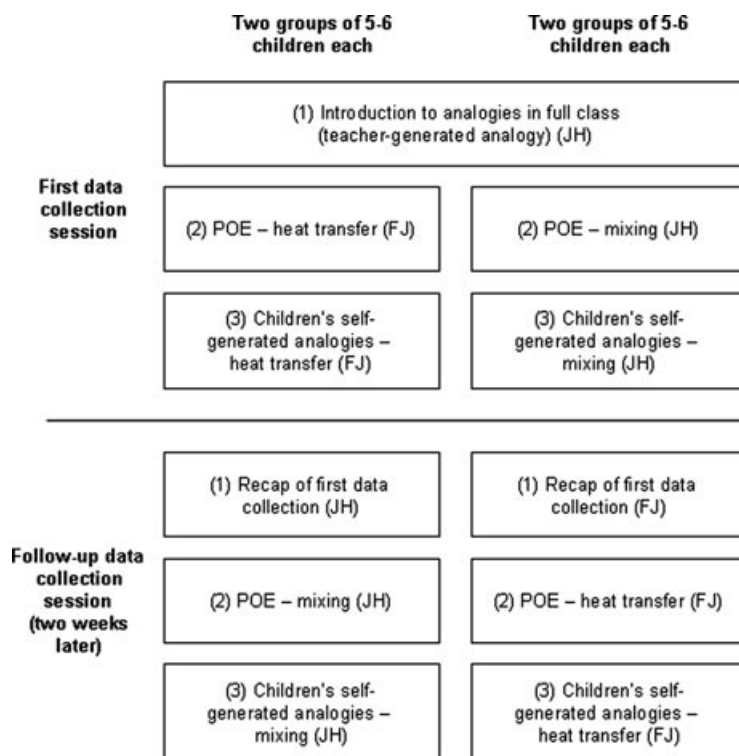 Two groups of 5-6
children each
Two groups of 5-6
children each
First data
collection
session
(1) Introduction to analogies in full class
(teacher-generated analogy) (JH)
(2) POE – heat transfer (FJ)
(2) POE – mixing (JH)
(3) Children's self-
generated analogies –
heat transfer (FJ)
(3) Children's self-
generated analogies –
mixing (JH)
Follow-up data
collection
session
(two weeks
later)
(1) Recap of first data
collection (JH)
(1) Recap of first data
collection (FJ)
(2) POE – mixing (JH)
(2) POE – heat transfer (FJ)
(3) Children's self-
generated analogies –
mixing (JH)
(3) Children's self-
generated analogies –
heat transfer (FJ)